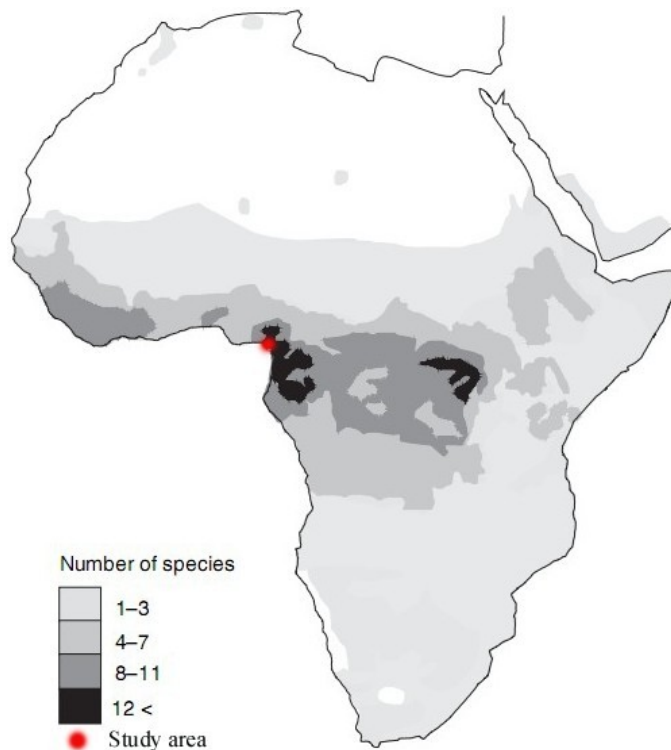 Number of species
1–3
4–7
8–11
12 <
Study area